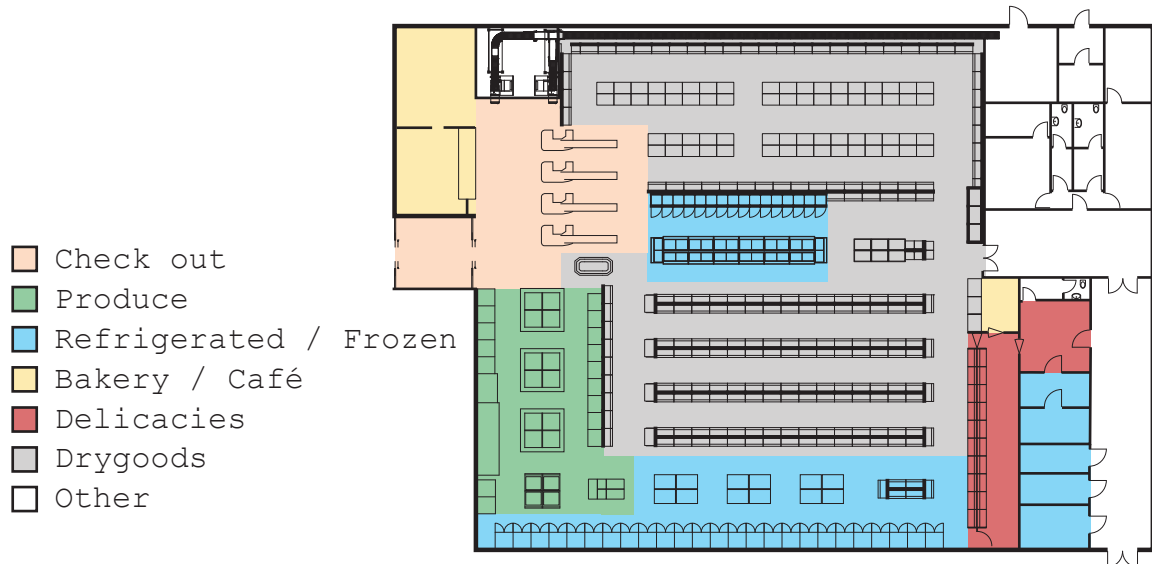 Check out
Produce
Refrigerated / Frozen
Bakery / Café
Delicacies
Drygoods
Other